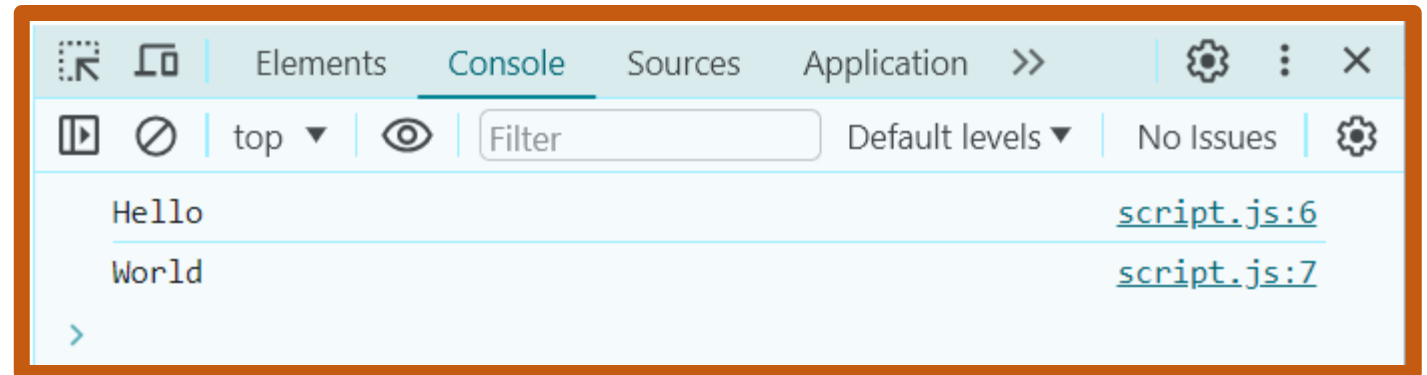 Elements Console Sources Application
top Filter Default levels No Issues
Hello script.js:6
World script.js:7